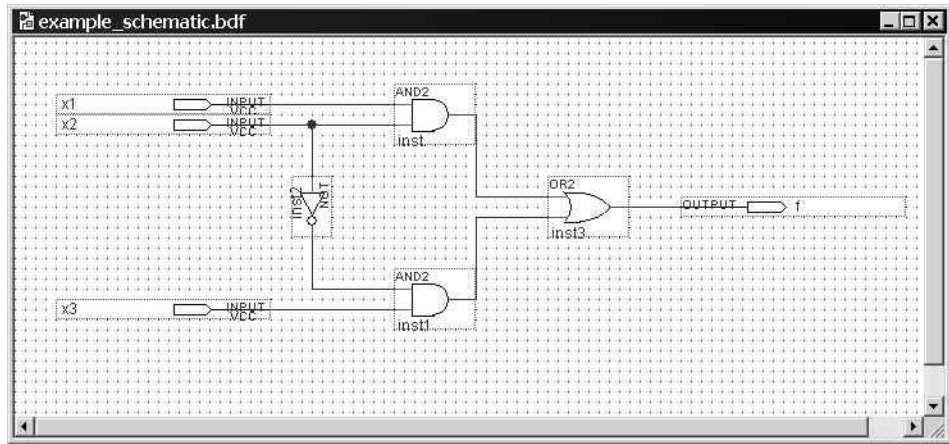 example_schematic.bdf
AND2
x1 INPUT
VCC
x2 INPUT
VCC
inst
inst2
NOT
OR2
OUTPUT f
inst3
AND2
x3 INPUT
VCC
inst1